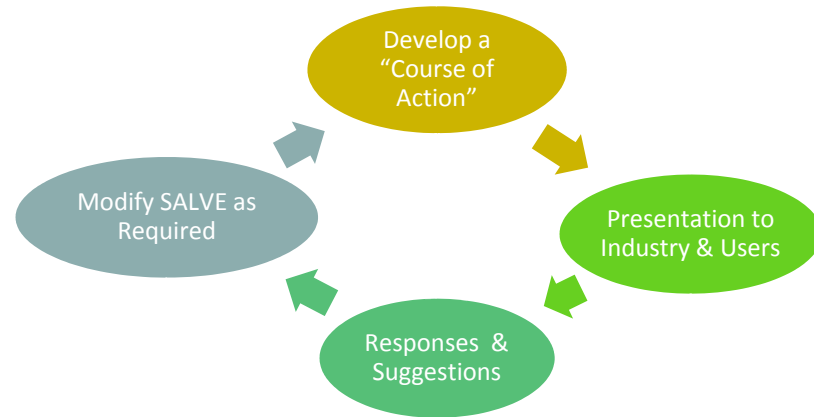 Develop a
“Course of
Action”
Presentation to
Industry & Users
Responses  &
Suggestions
Modify SALVE as
Required